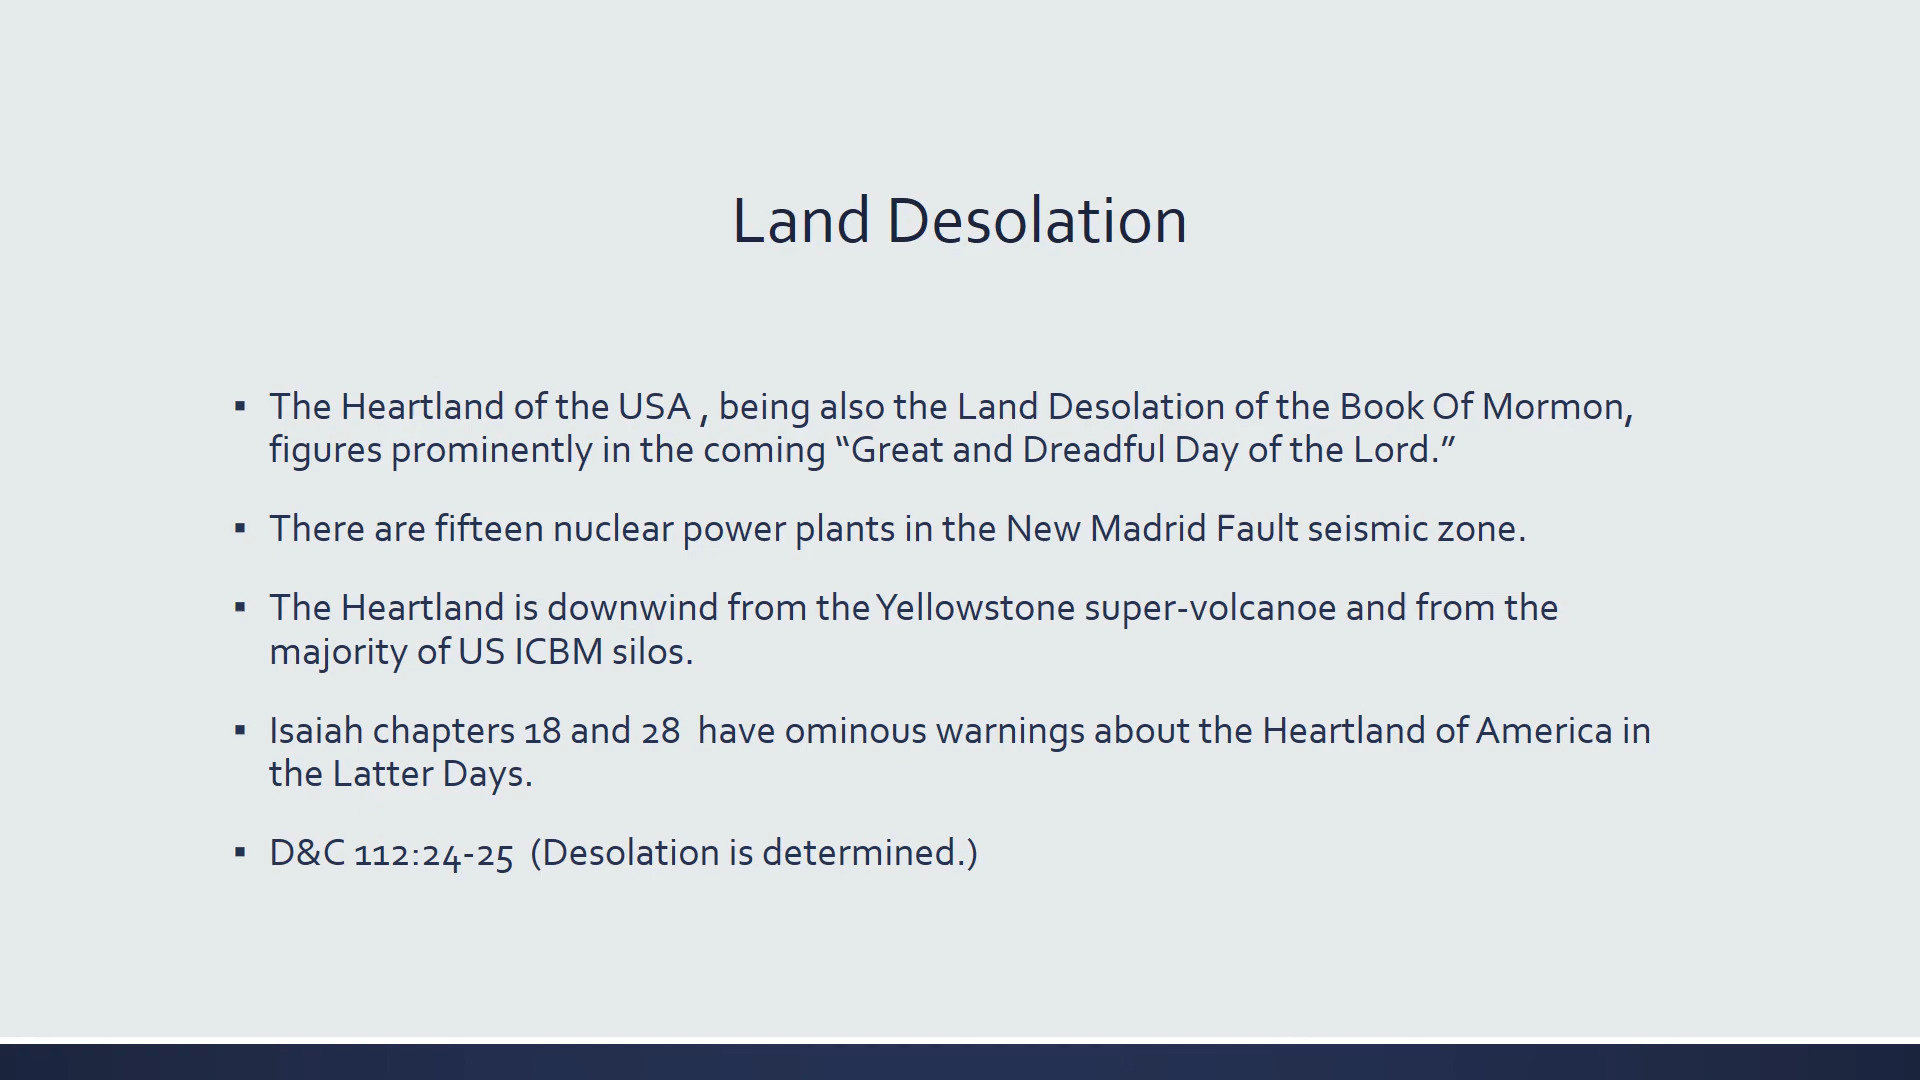 Land Desolation
▪ The Heartland of the USA , being also the Land Desolation of the Book Of Mormon,
figures prominently in the coming “Great and Dreadful Day of the Lord.”
▪ There are fifteen nuclear power plants in the New Madrid Fault seismic zone.
▪ The Heartland is downwind from the Yellowstone super-volcano and from the
majority of US ICBM silos.
▪ Isaiah chapters 18 and 28  have ominous warnings about the Heartland of America in
the Latter Days.
▪ D&C 112:24-25  (Desolation is determined.)